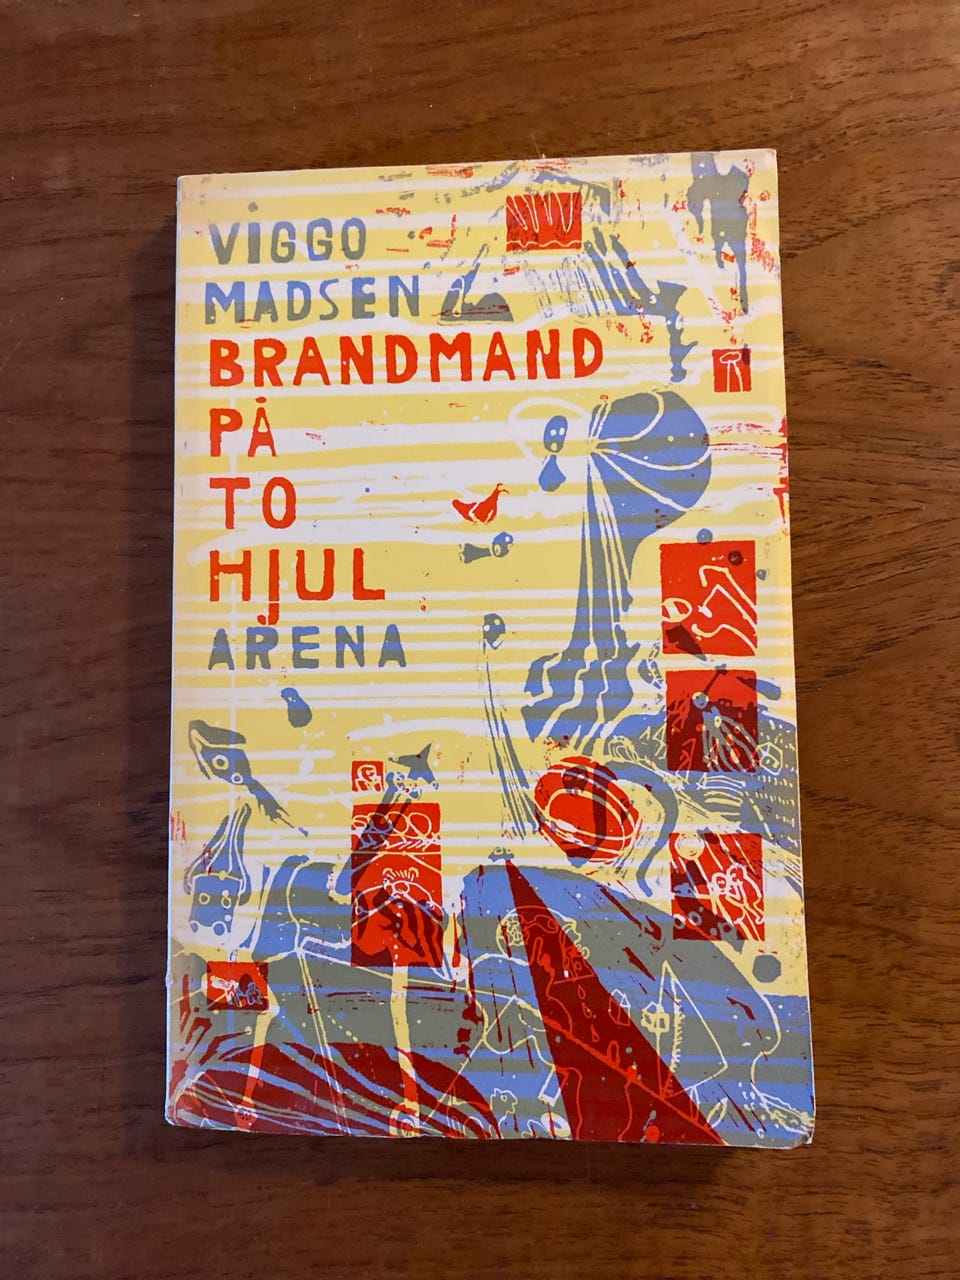 VIGGO
MADSEN
BRANDMAND
PÅ
TO
HJUL
ARENA